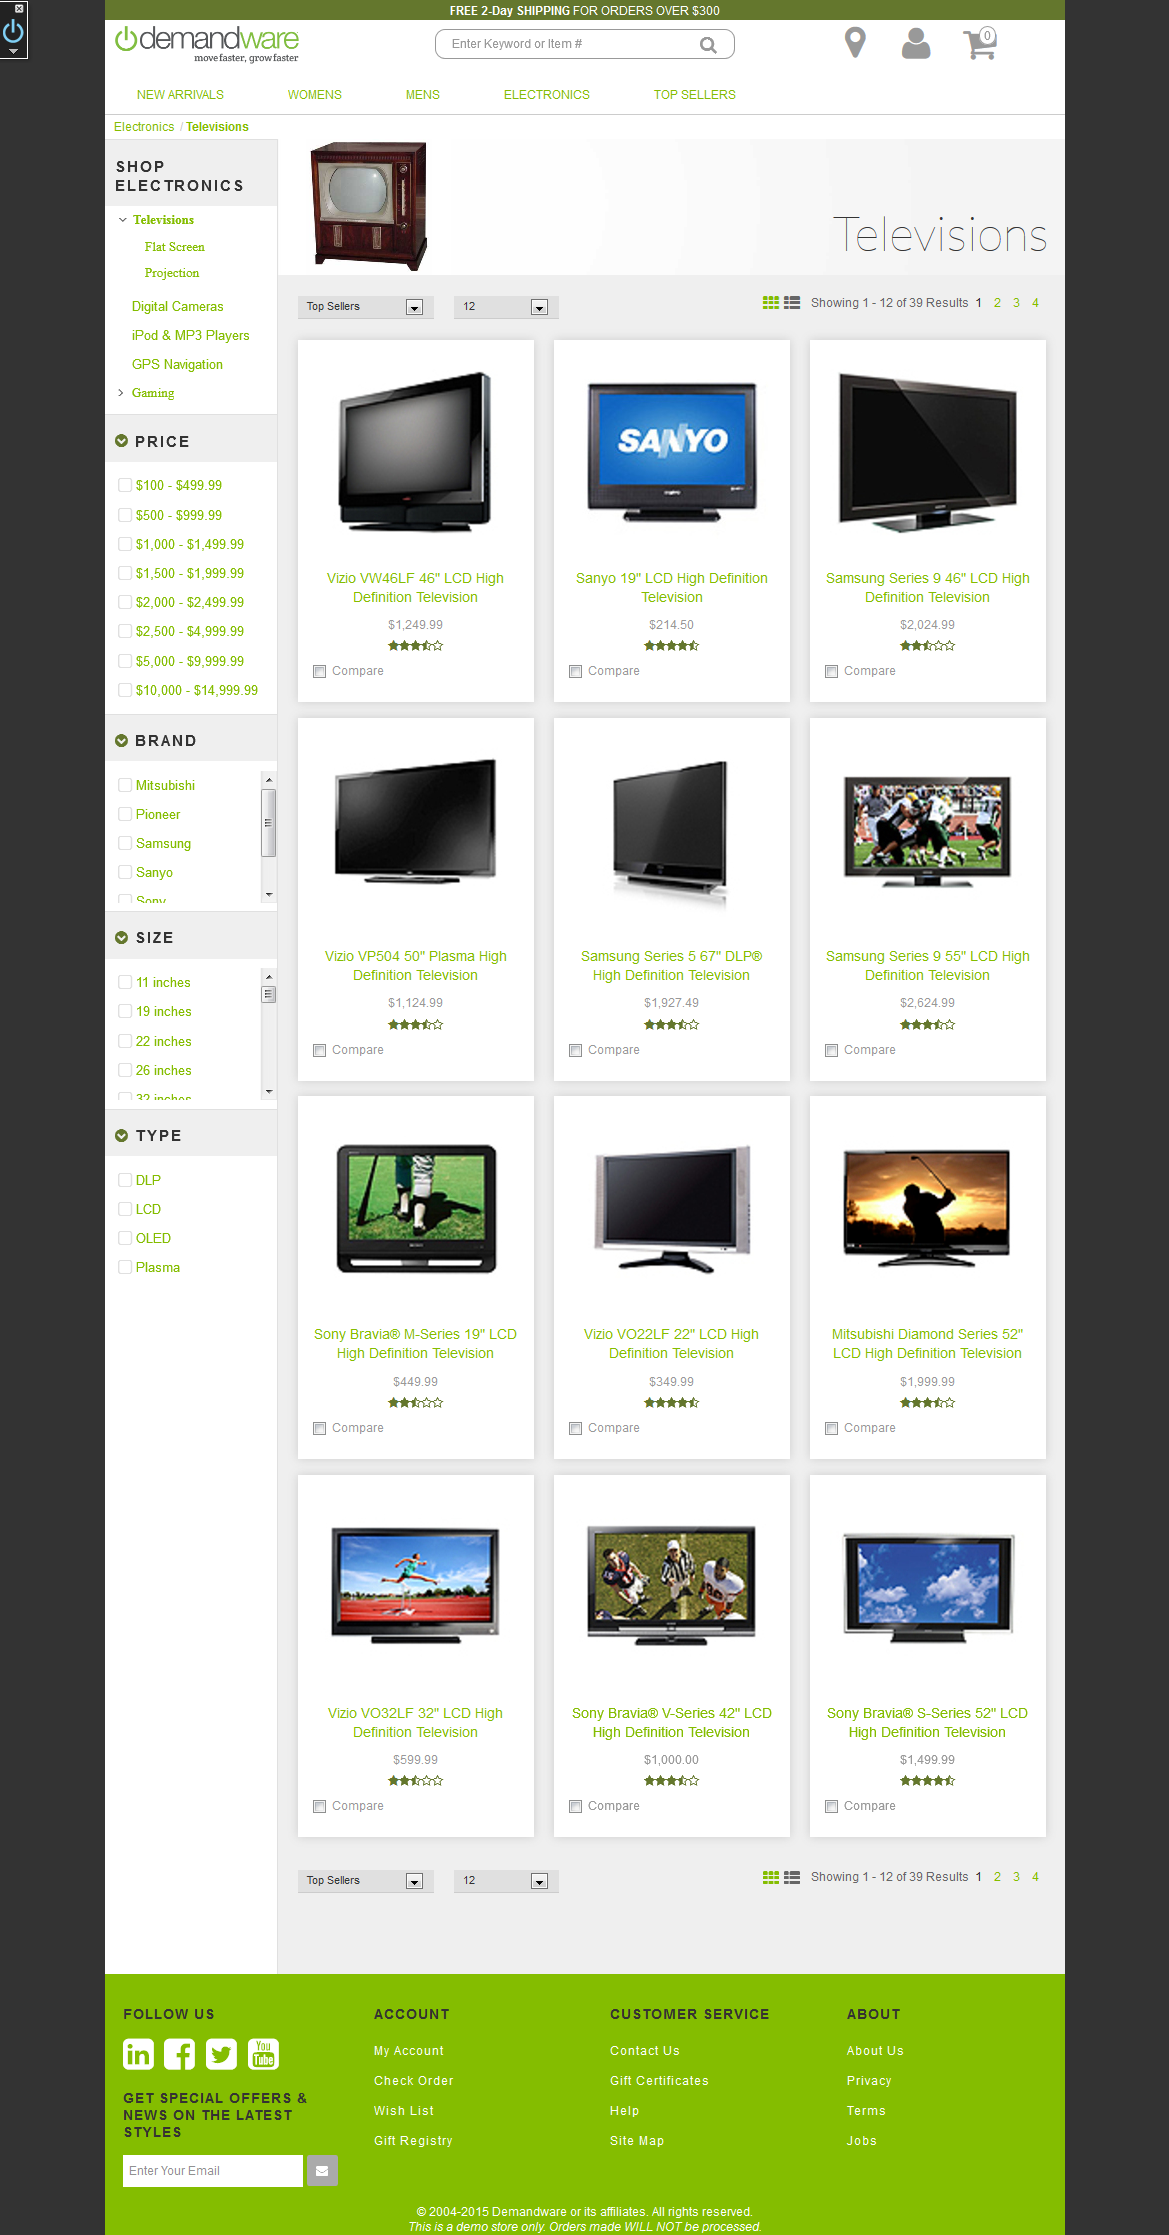 FREE 2-Day SHIPPING FOR ORDERS OVER $300
demandware
move faster, grow faster
Enter Keyword or Item #
0
NEW ARRIVALS
WOMENS
MENS
ELECTRONICS
TOP SELLERS
Electronics / Televisions
SHOP
ELECTRONICS
Televisions
Flat Screen
Projection
Digital Cameras
iPod & MP3 Players
GPS Navigation
Gaming
PRICE
$100 - $499.99
$500 - $999.99
$1,000 - $1,499.99
$1,500 - $1,999.99
$2,000 - $2,499.99
$2,500 - $4,999.99
$5,000 - $9,999.99
$10,000 - $14,999.99
BRAND
Mitsubishi
Pioneer
Samsung
Sanyo
Sony
SIZE
11 inches
19 inches
22 inches
26 inches
32 inches
TYPE
DLP
LCD
OLED
Plasma
Televisions
Top Sellers
12
Showing 1 - 12 of 39 Results 1 2 3 4
Vizio VW46LF 46" LCD High
Definition Television
$1,249.99
Compare
SANYO
Sanyo 19" LCD High Definition
Television
$214.50
Compare
Samsung Series 9 46" LCD High
Definition Television
$2,024.99
Compare
Vizio VP504 50" Plasma High
Definition Television
$1,124.99
Compare
Samsung Series 5 67" DLP®
High Definition Television
$1,927.49
Compare
Samsung Series 9 55" LCD High
Definition Television
$2,624.99
Compare
Sony Bravia® M-Series 19" LCD
High Definition Television
$449.99
Compare
Vizio VO22LF 22" LCD High
Definition Television
$349.99
Compare
Mitsubishi Diamond Series 52"
LCD High Definition Television
$1,999.99
Compare
Vizio VO32LF 32" LCD High
Definition Television
$599.99
Compare
Sony Bravia® V-Series 42" LCD
High Definition Television
$1,000.00
Compare
Sony Bravia® S-Series 52" LCD
High Definition Television
$1,499.99
Compare
Top Sellers
12
Showing 1 - 12 of 39 Results 1 2 3 4
FOLLOW US
in
You
Tube
GET SPECIAL OFFERS &
NEWS ON THE LATEST
STYLES
Enter Your Email
ACCOUNT
My Account
Check Order
Wish List
Gift Registry
CUSTOMER SERVICE
Contact Us
Gift Certificates
Help
Site Map
ABOUT
About Us
Privacy
Terms
Jobs
© 2004-2015 Demandware or its affiliates. All rights reserved.
This is a demo store only. Orders made WILL NOT be processed.